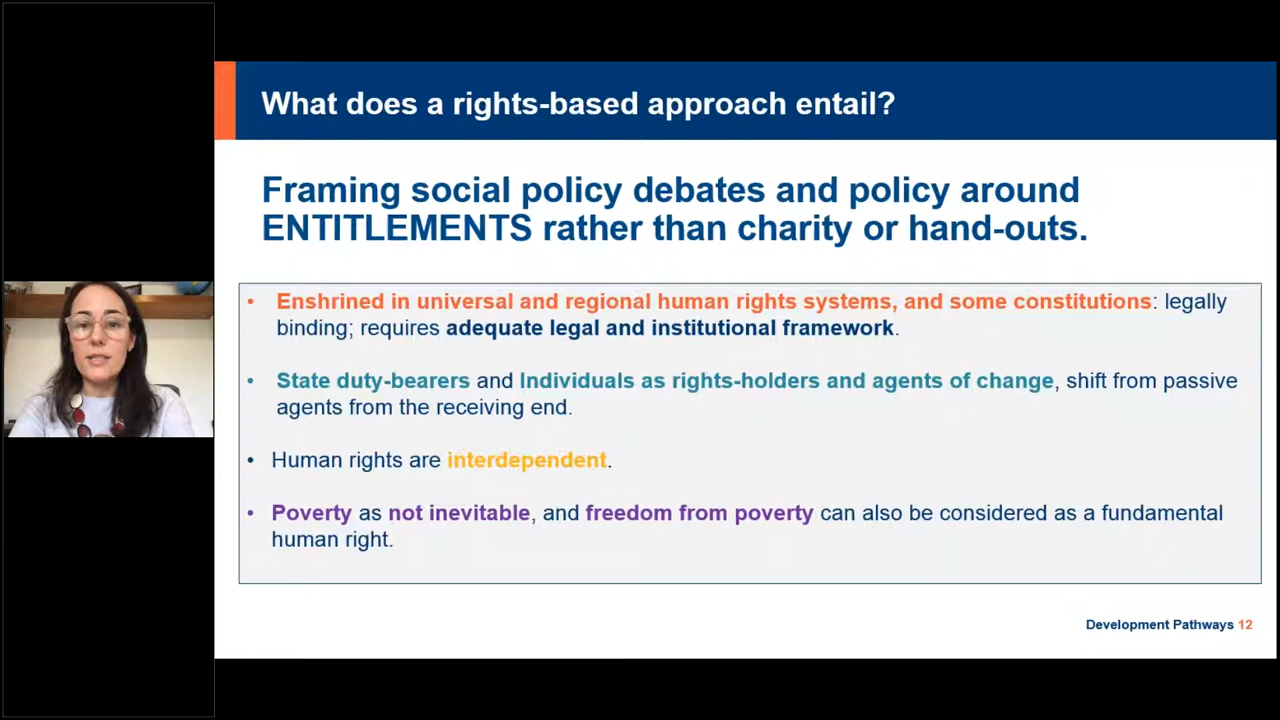 What does a rights-based approach entail?
Framing social policy debates and policy around
ENTITLEMENTS rather than charity or hand-outs.
• Enshrined in universal and regional human rights systems, and some constitutions: legally
binding; requires adequate legal and institutional framework.
• State duty-bearers and Individuals as rights-holders and agents of change, shift from passive
agents from the receiving end.
• Human rights are interdependent.
• Poverty as not inevitable, and freedom from poverty can also be considered as a fundamental
human right.
Development Pathways 12